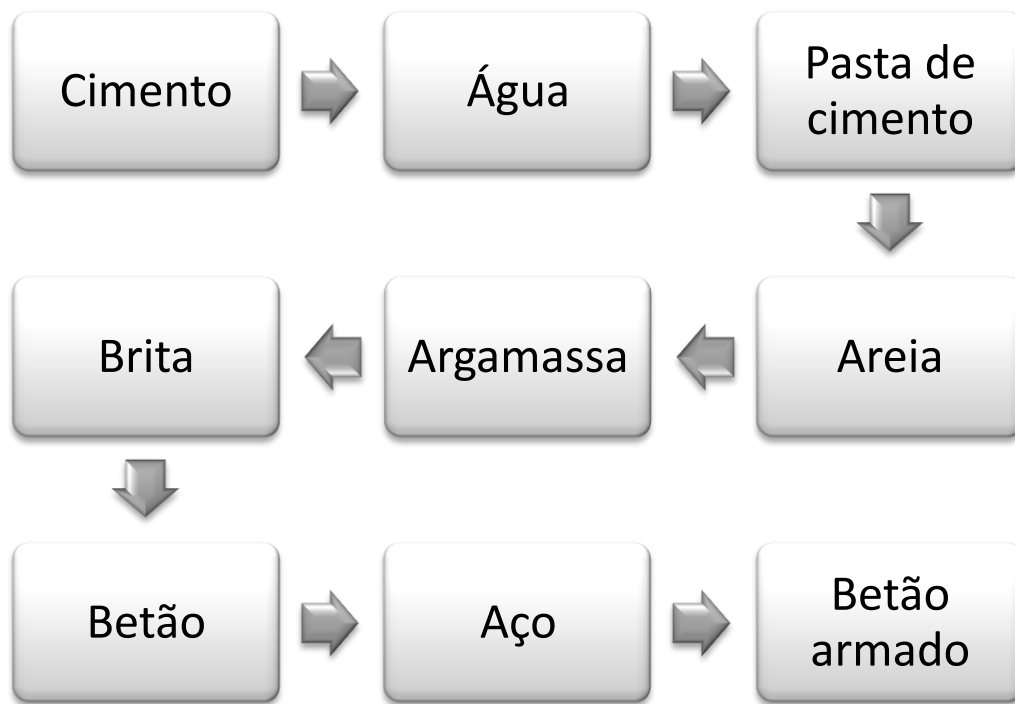 Cimento
Água
Pasta de
cimento
Areia
Argamassa
Brita
Betão
Aço
Betão
armado